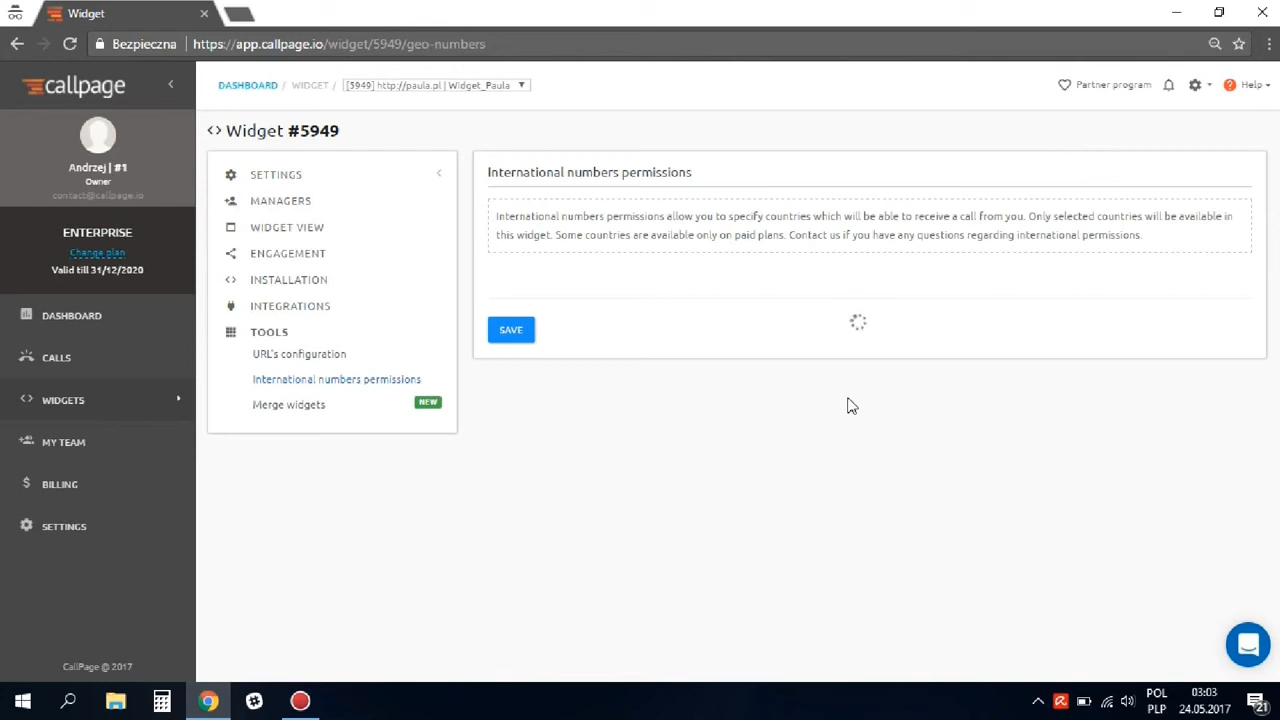 Widget
Bezpieczna
https://app.callpage.io/widget/5949/geo-numbers
callpage
DASHBOARD / WIDGET / [5949] http://paula.pl | Widget_Paula
Partner program
Help
Andrzej | #1
Owner
contact@callpage.io
ENTERPRISE
Change plan
Valid till 31/12/2020
DASHBOARD
CALLS
WIDGETS
MY TEAM
BILLING
SETTINGS
CallPage @ 2017
Widget #5949
SETTINGS
MANAGERS
WIDGET VIEW
ENGAGEMENT
INSTALLATION
INTEGRATIONS
TOOLS
URL's configuration
International numbers permissions
Merge widgets NEW
International numbers permissions
International numbers permissions allow you to specify countries which will be able to receive a call from you. Only selected countries will be available in
this widget. Some countries are available only on paid plans. Contact us if you have any questions regarding international permissions.
SAVE
POL
PLP
03:03
24.05.2017
21